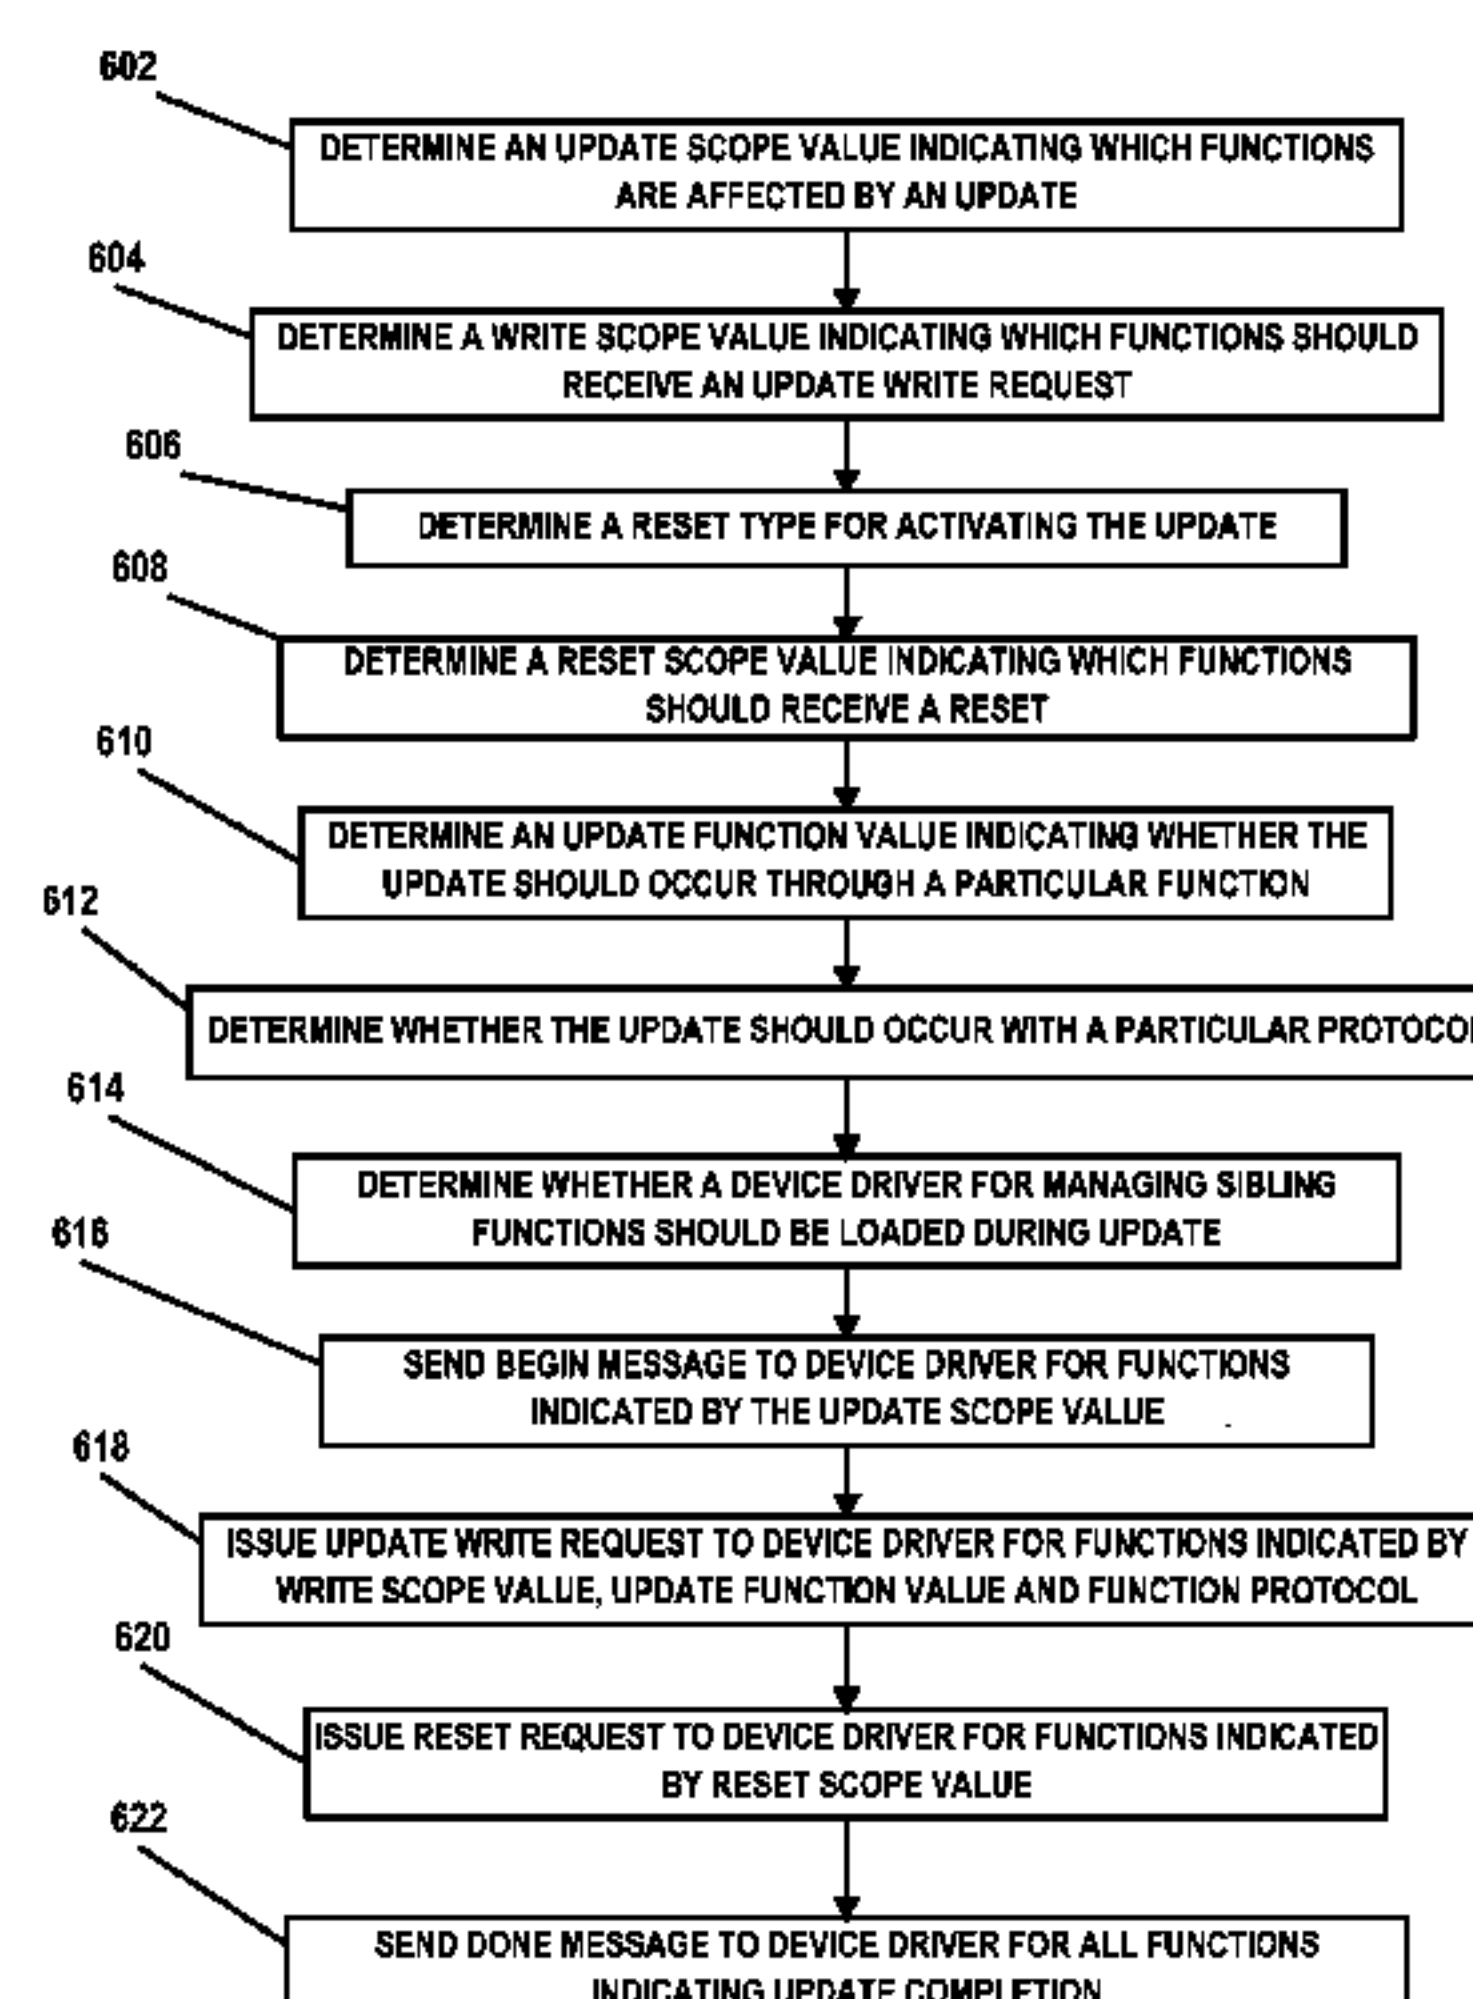 602
DETERMINE AN UPDATE SCOPE VALUE INDICATING WHICH FUNCTIONS
ARE AFFECTED BY AN UPDATE
604
DETERMINE A WRITE SCOPE VALUE INDICATING WHICH FUNCTIONS SHOULD
RECEIVE AN UPDATE WRITE REQUEST
606
DETERMINE A RESET TYPE FOR ACTIVATING THE UPDATE
608
DETERMINE A RESET SCOPE VALUE INDICATING WHICH FUNCTIONS
SHOULD RECEIVE A RESET
610
DETERMINE AN UPDATE FUNCTION VALUE INDICATING WHETHER THE
UPDATE SHOULD OCCUR THROUGH A PARTICULAR FUNCTION
612
DETERMINE WHETHER THE UPDATE SHOULD OCCUR WITH A PARTICULAR PROTOCOL
614
DETERMINE WHETHER A DEVICE DRIVER FOR MANAGING SIBLING
FUNCTIONS SHOULD BE LOADED DURING UPDATE
616
SEND BEGIN MESSAGE TO DEVICE DRIVER FOR FUNCTIONS
INDICATED BY THE UPDATE SCOPE VALUE
618
ISSUE UPDATE WRITE REQUEST TO DEVICE DRIVER FOR FUNCTIONS INDICATED BY
WRITE SCOPE VALUE, UPDATE FUNCTION VALUE AND FUNCTION PROTOCOL
620
ISSUE RESET REQUEST TO DEVICE DRIVER FOR FUNCTIONS INDICATED
BY RESET SCOPE VALUE
622
SEND DONE MESSAGE TO DEVICE DRIVER FOR ALL FUNCTIONS
INDICATING UPDATE COMPLETION